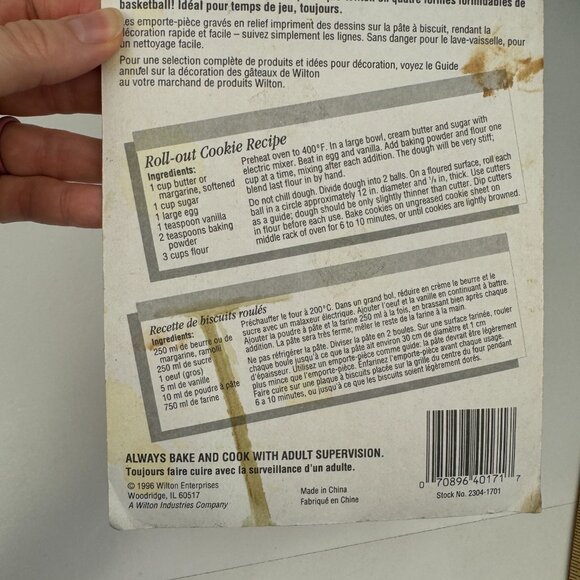 basketball! Idéal pour temps de jeu, toujours.
Les emporte-pièce gravés en relief impriment des dessins sur la pâte à biscuit, rendant la
décoration rapide et facile – suivez simplement les lignes. Sans danger pour le lave-vaisselle, pour
un nettoyage facile.
Pour une selection complète de produits et idées pour décoration, voyez le Guide
annuel sur la décoration des gâteaux de Wilton
au votre marchand de produits Wilton.
Roll-out Cookie Recipe
Ingredients:
1 cup butter or
margarine, softened
1 cup sugar
1 large egg
1 teaspoon vanilla
2 teaspoons baking
powder
3 cups flour
Preheat oven to 400°F. In a large bowl, cream butter and sugar with
electric mixer. Beat in egg and vanilla. Add baking powder and flour one
cup at a time, mixing after each addition. The dough will be very stiff;
blend last flour in by hand.
Do not chill dough. Divide dough into 2 balls. On a floured surface, roll each
ball in a circle approximately 12 in. diameter and 1/8 in. thick. Use cutters
as a guide; dough should be only slightly thinner than cutter. Dip cutters
in flour before each use. Bake cookies on ungreased cookie sheet on
middle rack of oven for 6 to 10 minutes, or until cookies are lightly browned.
Recette de biscuits roulés
Ingredients:
250 ml de beurre ou de
margarine, ramolli
250 ml de sucre
1 oeuf (gros)
5 ml de vanille
10 ml de poudre à pâte
750 ml de farine
Préchauffer le four à 200°C. Dans un grand bol, réduire en crème le beurre et le
sucre avec un malaxeur électrique. Ajouter l'oeuf et la vanille en continuant à battre.
Ajouter la poudre à pâte et la farine 250 ml à la fois, en brassant bien après chaque
addition. La pâte sera très ferme; mêler le reste de farine à la main.
Ne pas réfrigérer la pâte. Diviser la pâte en 2 boules. Sur une surface farinée, rouler
chaque boule jusqu'à ce que la pâte ait environ 30 cm de diamètre et 1 cm
d'épaisseur. Utilisez un emporte-pièce comme guide: la pâte devrait être légèrement
plus mince que l'emporte-pièce. Enfarinez l'emporte-pièce avant chaque usage.
Faire cuire sur une plaque à biscuits placée sur la grille du centre du four pendant
6 a 10 minutes, ou jusqu'à ce que les biscuits soient légèrement dorés.
ALWAYS BAKE AND COOK WITH ADULT SUPERVISION.
Toujours faire cuire avec la surveillance d'un adulte.
© 1996 Wilton Enterprises
Woodridge, IL 60517
A Wilton Industries Company
Made in China
Fabriqué en Chine
0 70896 40171 7
Stock No. 2304-1701